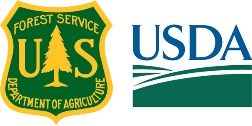 FOREST SERVICE
U S
DEPARTMENT OF AGRICULTURE
USDA